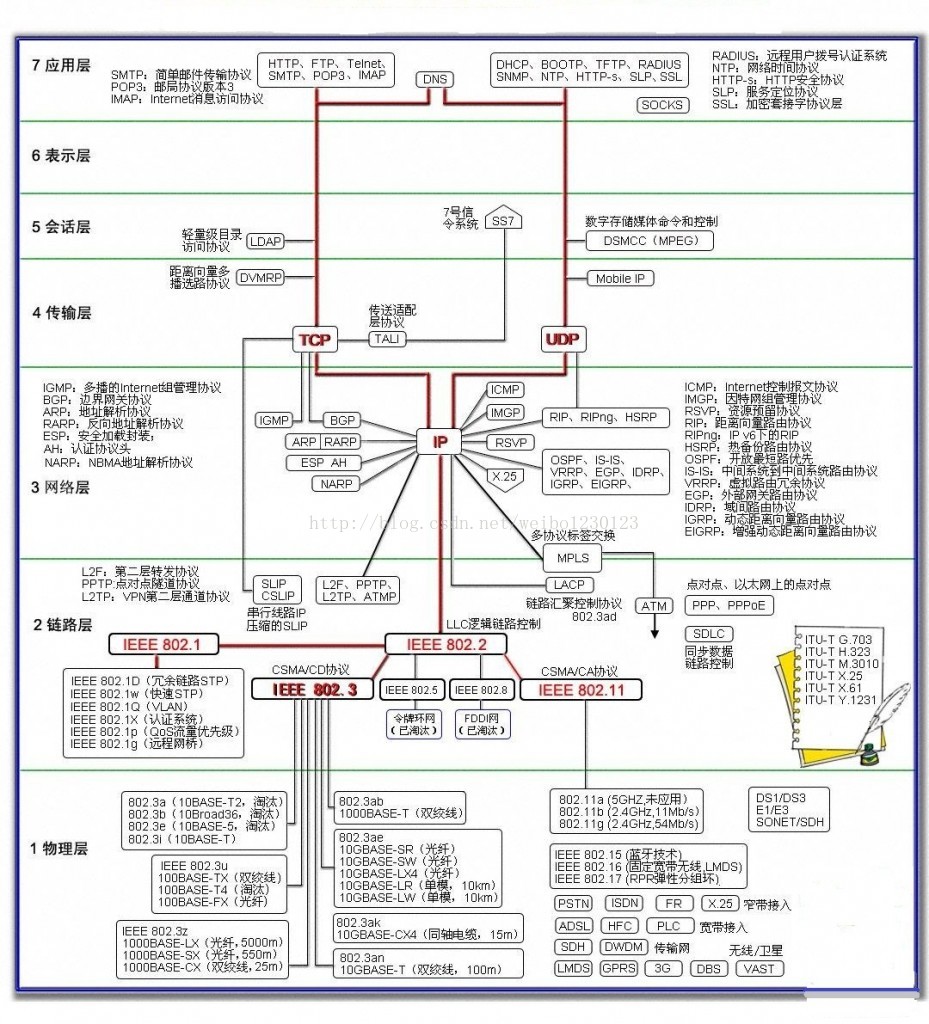 7 应用层
SMTP：简单邮件传输协议
POP3：邮局协议版本3
IMAP：Internet消息访问协议
HTTP、FTP、Telnet、
SMTP、POP3、IMAP
DNS
DHCP、BOOTP、TFTP、RADIUS
SNMP、NTP、HTTP-s、SLP、SSL
SOCKS
RADIUS：远程用户拨号认证系统
NTP：网络时间协议
HTTP-s：HTTP安全协议
SLP：服务定位协议
SSL：加密套接字协议层
6 表示层
5 会话层
轻量级目录
访问协议
LDAP
7号信
令系统
SS7
数字存储媒体命令和控制
DSMCC（MPEG）
距离向量多
播选路协议
DVMRP
Mobile IP
4 传输层
传送适配
层协议
TCP
TALI
UDP
IGMP：多播的Internet组管理协议
BGP：边界网关协议
ARP：地址解析协议
RARP：反向地址解析协议
ESP：安全加载封装；
AH：认证协议头
NARP：NBMA地址解析协议
3 网络层
IGMP
BGP
ARP
RARP
ESP AH
NARP
IP
ICMP
IMGP
RSVP
X.25
RIP、RIPng、HSRP
OSPF、IS-IS、
VRRP、EGP、IDRP、
IGRP、EIGRP、
ICMP：Internet控制报文协议
IMGP：因特网组管理协议
RSVP：资源预留协议
RIP：距离向量路由协议
RIPng：IP v6下的RIP
HSRP：热备份路由协议
OSPF：开放最短路优先
IS-IS：中间系统到中间系统路由协议
VRRP：虚拟路由冗余协议
EGP：外部网关路由协议
IDRP：域间路由协议
IGRP：动态距离向量路由协议
EIGRP：增强动态距离向量路由协议
http://blog.csdn.net/weibo1230123
多协议标签交换
MPLS
L2F：第二层转发协议
PPTP:点对点隧道协议
L2TP：VPN第二层通道协议
SLIP
CSLIP
串行线路IP
压缩的SLIP
L2F、PPTP、
L2TP、ATMP
LACP
链路汇聚控制协议
802.3ad
ATM
点对点、以太网上的点对点
PPP、PPPoE
SDLC
同步数据
链路控制
2 链路层
LLC逻辑链路控制
IEEE 802.1
IEEE 802.2
CSMA/CD协议
CSMA/CA协议
IEEE 802.3
IEEE 802.5
IEEE 802.8
IEEE 802.11
IEEE 802.1D（冗余链路STP）
IEEE 802.1w（快速STP）
IEEE 802.1Q（VLAN）
IEEE 802.1X（认证系统）
IEEE 802.1p（QoS流量优先级）
IEEE 802.1g（远程网桥）
令牌环网
（已淘汰）
FDDI网
（已淘汰）
ITU-T G.703
ITU-T H.323
ITU-T M.3010
ITU-T X.25
ITU-T X.61
ITU-T Y.1231
1 物理层
802.3a（10BASE-T2，淘汰）
802.3b（10Broad36，淘汰）
802.3e（10BASE-5，淘汰）
802.3i（10BASE-T）
IEEE 802.3u
100BASE-TX（双绞线）
100BASE-T4（淘汰）
100BASE-FX（光纤）
IEEE 802.3z
1000BASE-LX（光纤,5000m）
1000BASE-SX（光纤,550m）
1000BASE-CX（双绞线,25m）
802.3ab
1000BASE-T（双绞线）
802.3ae
10GBASE-SR（光纤）
10GBASE-SW（光纤）
10GBASE-LX4（光纤）
10GBASE-LR（单模，10km）
10GBASE-LW（单模，10km）
802.3ak
10GBASE-CX4（同轴电缆，15m）
802.3an
10GBASE-T（双绞线，100m）
802.11a (5GHZ,未应用)
802.11b (2.4GHz,11Mb/s)
802.11g (2.4GHz,54Mb/s)
DS1/DS3
E1/E3
SONET/SDH
IEEE 802.15 (蓝牙技术)
IEEE 802.16 (固定宽带无线,LMDS)
IEEE 802.17 (RPR弹性分组环)
PSTN ISDN FR X.25 窄带接入
ADSL HFC PLC 宽带接入
SDH DWDM 传输网 无线/卫星
LMDS GPRS 3G DBS VAST